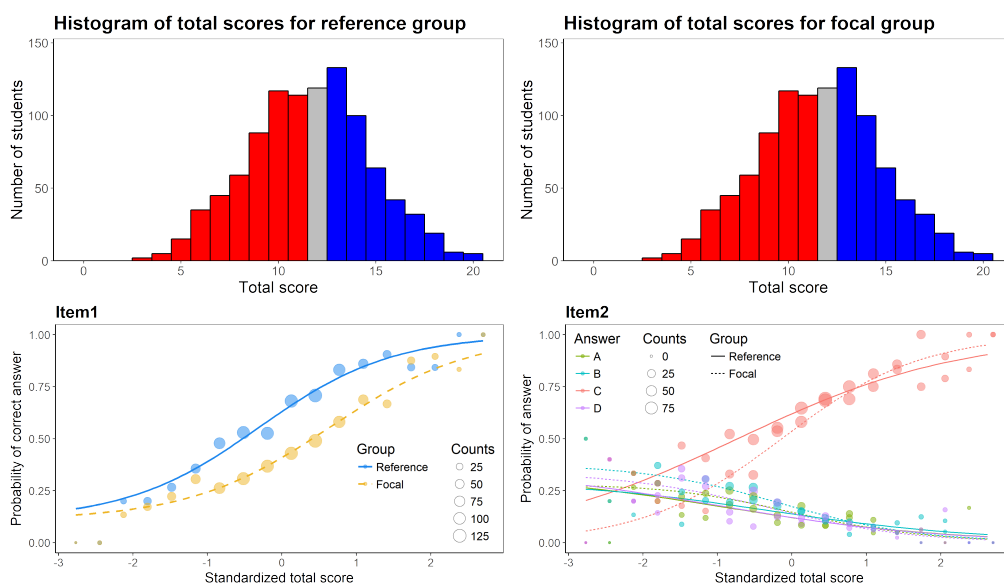 Histogram of total scores for reference group
150
100
50
0
Number of students
0 5 10 15 20
Total score
Histogram of total scores for focal group
150
100
50
0
Number of students
0 5 10 15 20
Total score
Item1
1.00
0.75
0.50
0.25
0.00
Probability of correct answer
Group
Reference
Focal
Counts
25
50
75
100
125
-3 -2 -1 0 1 2
Standardized total score
Item2
1.00
0.75
0.50
0.25
0.00
Probability of answer
Answer
A
B
C
D
Counts
0
25
50
75
Group
Reference
Focal
-3 -2 -1 0 1 2
Standardized total score